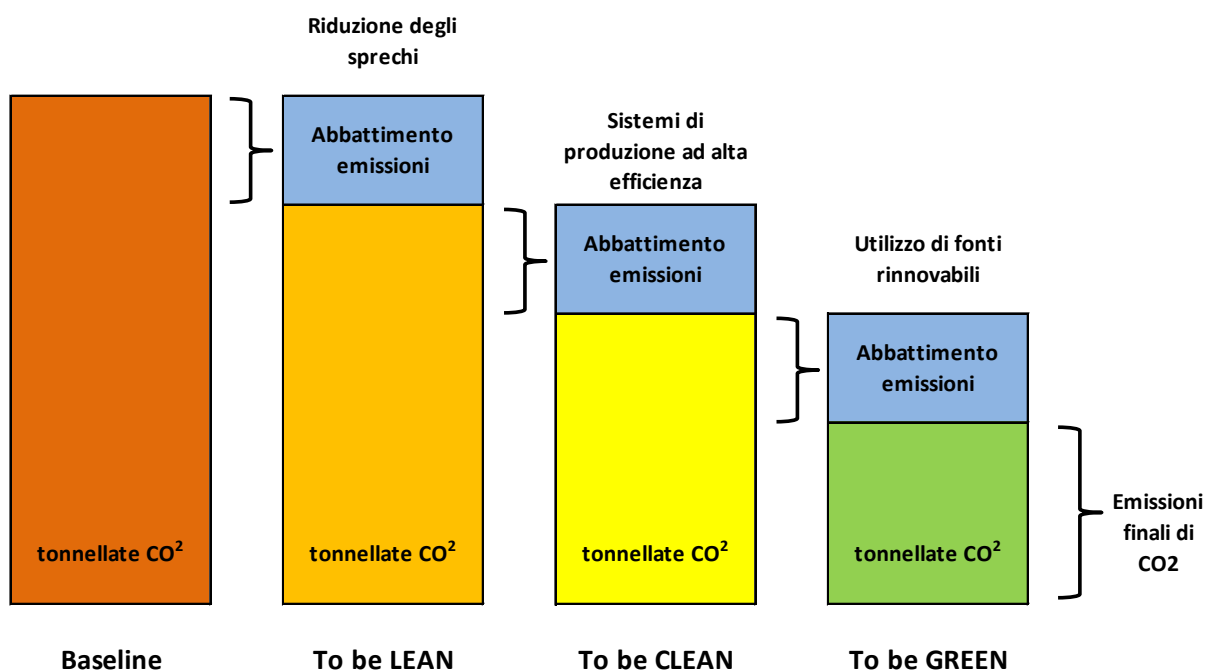 Riduzione degli
sprechi
Abbattimento
emissioni
Sistemi di
produzione ad alta
efficienza
Abbattimento
emissioni
Utilizzo di fonti
rinnovabili
Abbattimento
emissioni
tonnellate CO²
tonnellate CO²
tonnellate CO²
tonnellate CO²
Emissioni
finali di
CO2
Baseline
To be LEAN
To be CLEAN
To be GREEN